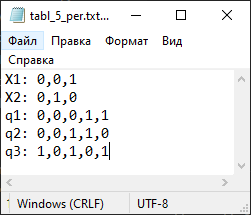 tabl_5_per.txt...
Файл Правка Формат Вид
Справка
X1: 0,0,1
X2: 0,1,0
q1: 0,0,0,1,1
q2: 0,0,1,1,0
q3: 1,0,1,0,1
Windows (CRLF) UTF-8